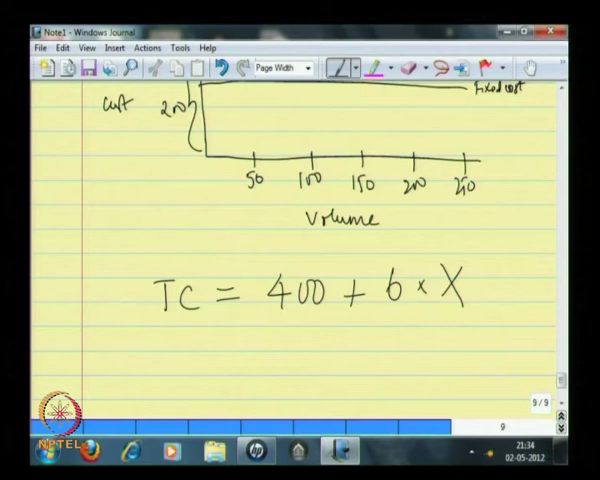 Note1 - Windows Journal
File Edit View Insert Actions Tools Help
Page Width
Fixed cost
Cost 200
50 100 150 200 250
Volume
TC = 400 + 6 × X
9/9
9
NPTEL
21:34
02-05-2012